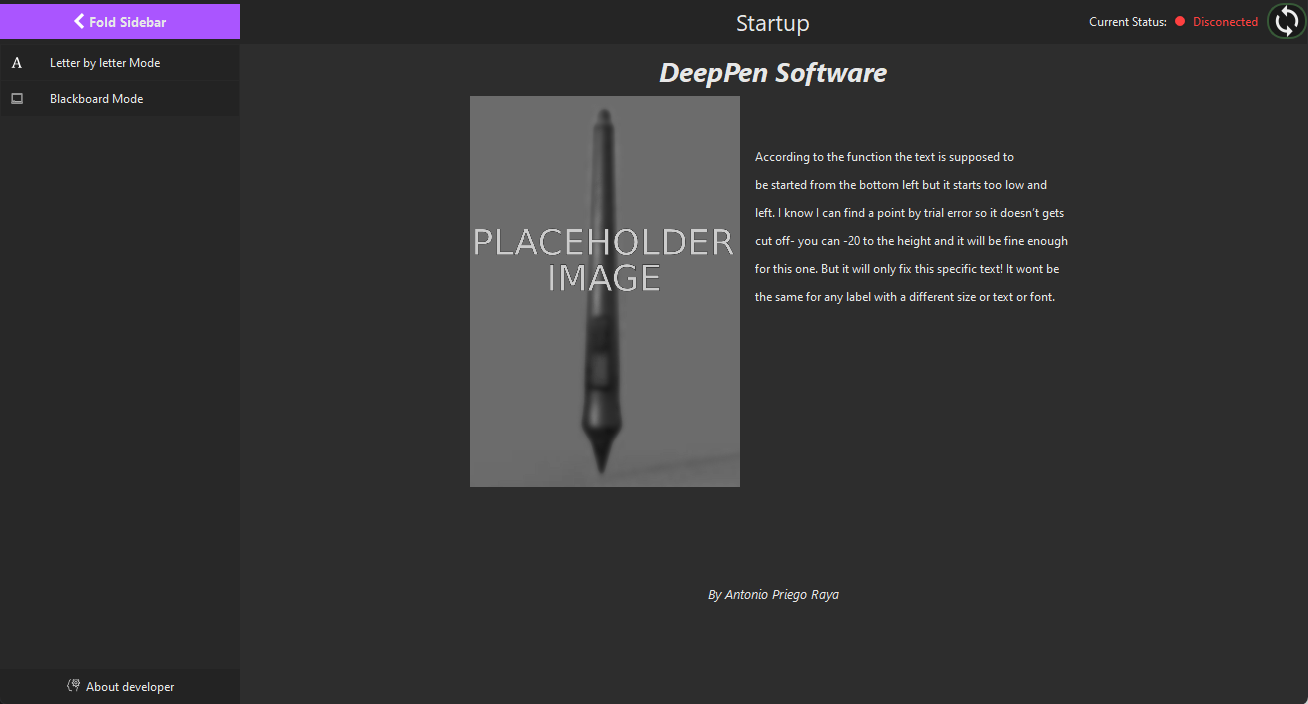 Fold Sidebar
Startup
Current Status:
Disconected
Letter by letter Mode
Blackboard Mode
DeepPen Software
PLACEHOLDER
IMAGE
According to the function the text is supposed to
be started from the bottom left but it starts too low and
left. I know I can find a point by trial error so it doesn't gets
cut off- you can -20 to the height and it will be fine enough
for this one. But it will only fix this specific text! It wont be
the same for any label with a different size or text or font.
By Antonio Priego Raya
About developer